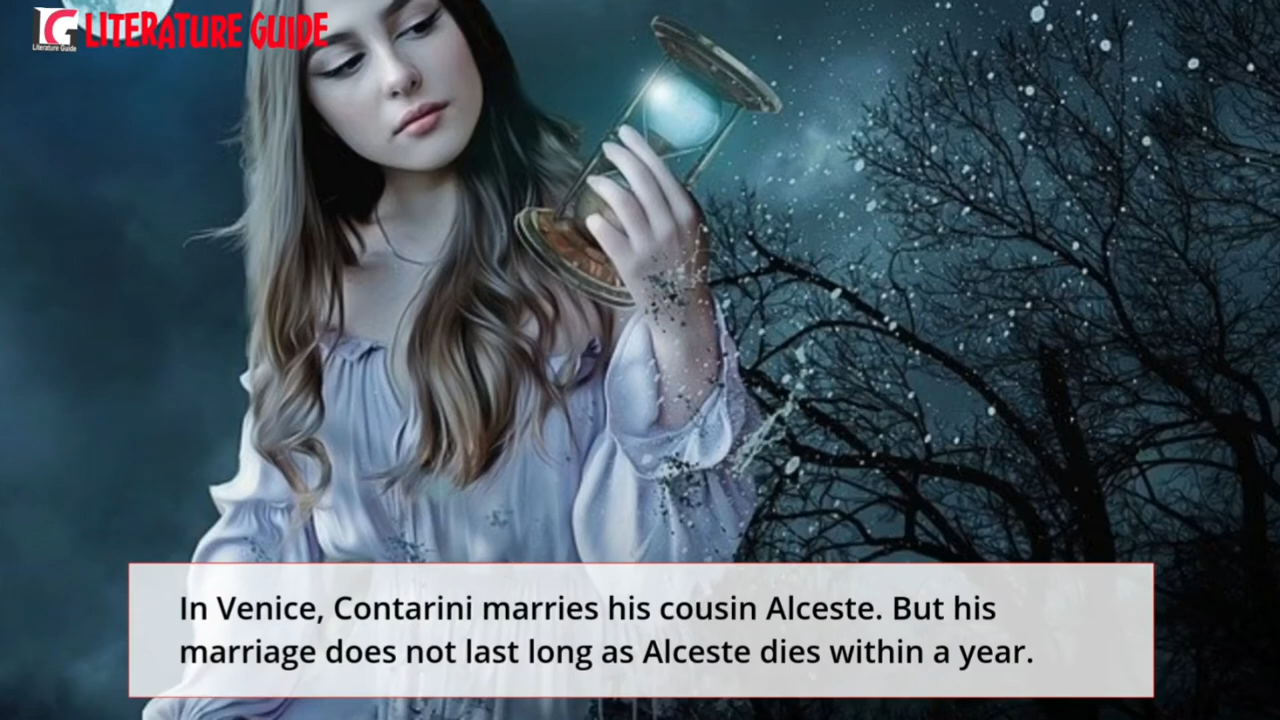 LG LITERATURE GUIDE
Literature Guide
In Venice, Contarini marries his cousin Alceste. But his
marriage does not last long as Alceste dies within a year.